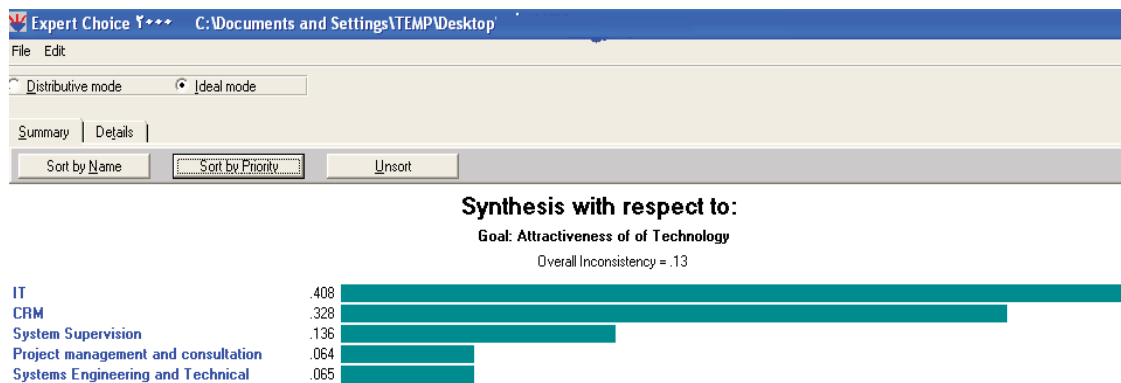 Expert Choice ۲۰۰۰ C:\Documents and Settings\TEMP\Desktop
File Edit
Distributive mode Ideal mode
Summary Details
Sort by Name Sort by Priority Unsort
Synthesis with respect to:
Goal: Attractiveness of of Technology
Overall Inconsistency = .13
IT .408
CRM .328
System Supervision .136
Project management and consultation .064
Systems Engineering and Technical .065